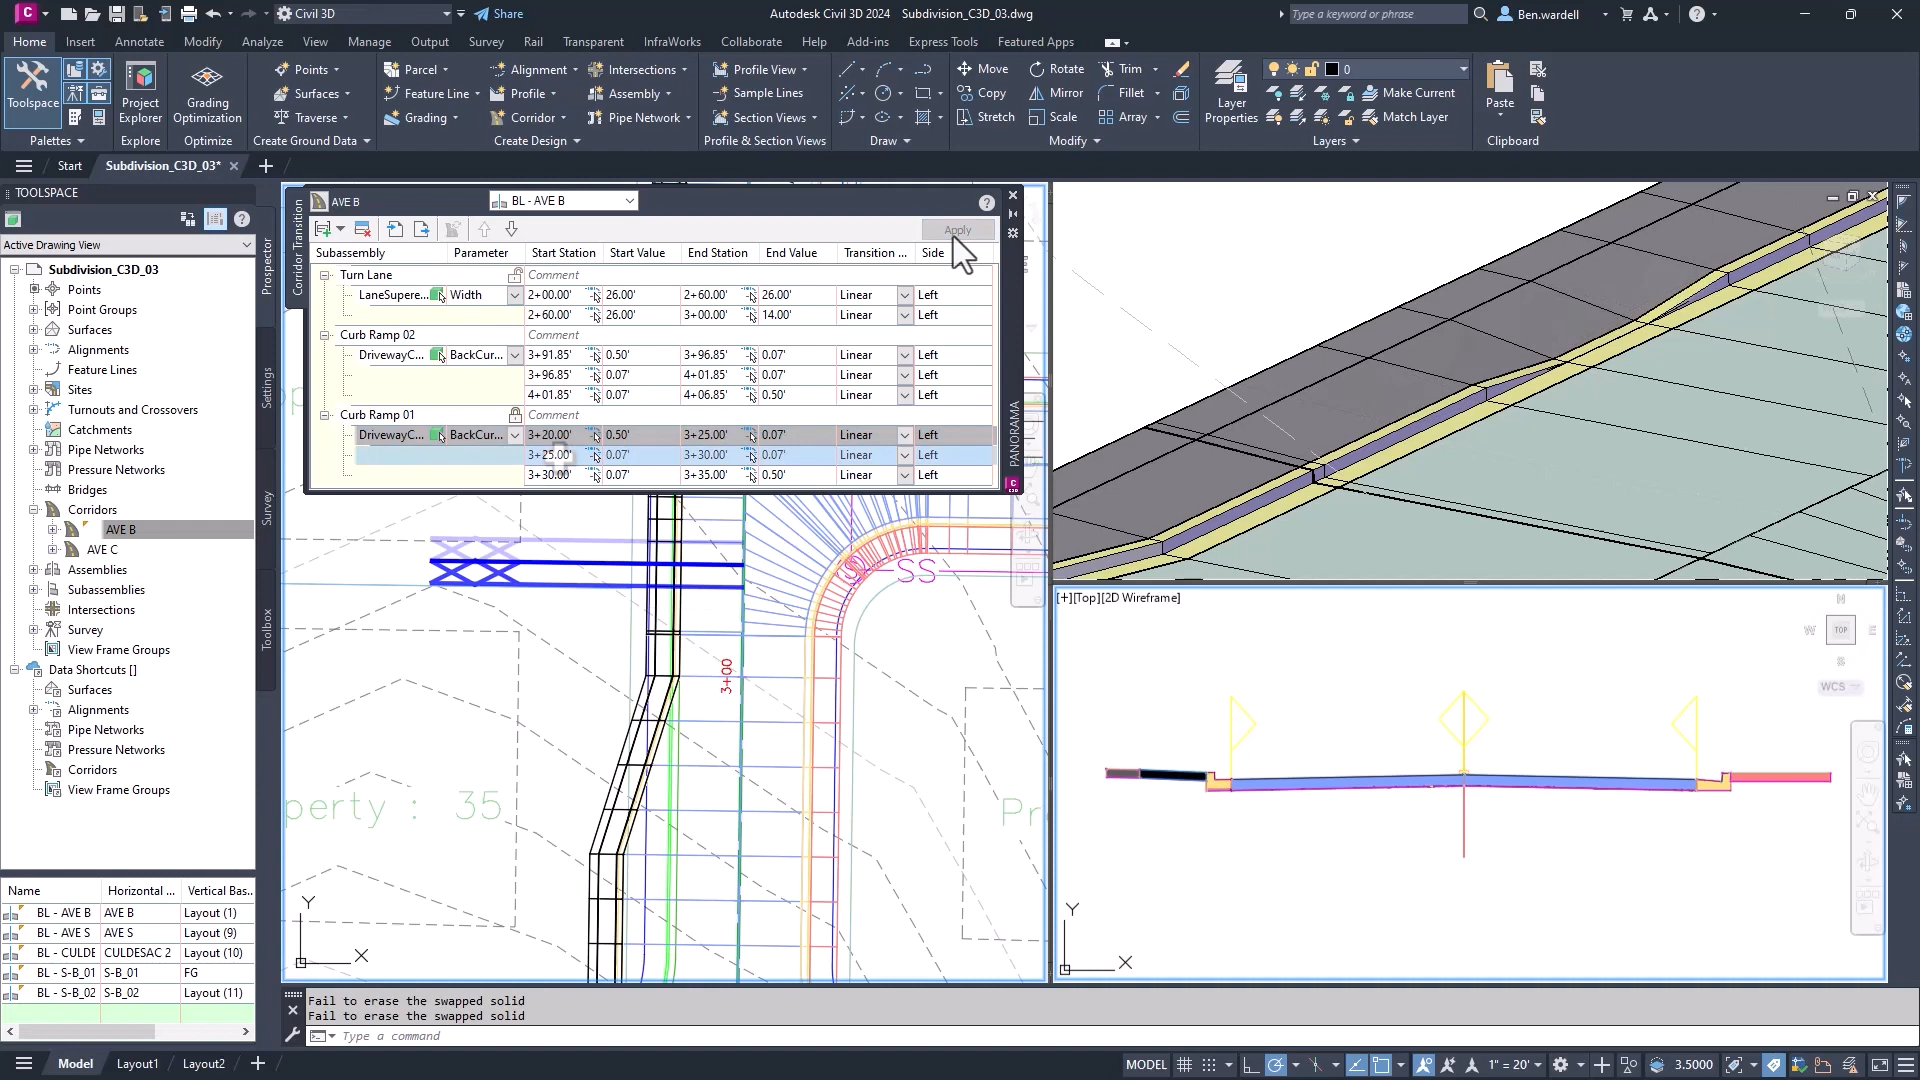 C
Civil 3D
Share
Autodesk Civil 3D 2024 Subdivision_C3D_03.dwg
Type a keyword or phrase
Ben.wardell
Home Insert Annotate Modify Analyze View Manage Output Survey Rail Transparent InfraWorks Collaborate Help Add-ins Express Tools Featured Apps
Toolspace
Project Explorer
Grading Optimization
Points
Surfaces
Traverse
Parcel
Feature Line
Grading
Alignment
Profile
Corridor
Intersections
Assembly
Pipe Network
Profile View
Sample Lines
Section Views
Move
Copy
Stretch
Rotate
Mirror
Scale
Trim
Fillet
Array
Layer Properties
0
Make Current
Match Layer
Paste
Palettes Explore Optimize Create Ground Data Create Design Profile & Section Views Draw Modify Layers Clipboard
Start Subdivision_C3D_03*
TOOLSPACE
Active Drawing View
Subdivision_C3D_03
Points
Point Groups
Surfaces
Alignments
Feature Lines
Sites
Turnouts and Crossovers
Catchments
Pipe Networks
Pressure Networks
Bridges
Corridors
AVE B
AVE C
Assemblies
Subassemblies
Intersections
Survey
View Frame Groups
Data Shortcuts []
Surfaces
Alignments
Pipe Networks
Pressure Networks
Corridors
View Frame Groups
Prospector
Settings
Survey
Toolbox
Name Horizontal ... Vertical Bas..
BL - AVE B AVE B Layout (1)
BL - AVE S AVE S Layout (9)
BL - CULDE CULDESAC 2 Layout (10)
BL - S-B_01 S-B_01 FG
BL - S-B_02 S-B_02 Layout (11)
Corridor Transition
AVE B
BL - AVE B
Apply
Subassembly Parameter Start Station Start Value End Station End Value Transition ... Side
Turn Lane Comment
LaneSupere... Width 2+00.00' 26.00' 2+60.00' 26.00' Linear Left
2+60.00' 26.00' 3+00.00' 14.00' Linear Left
Curb Ramp 02 Comment
DrivewayC... BackCur... 3+91.85' 0.50' 3+96.85' 0.07' Linear Left
3+96.85' 0.07' 4+01.85' 0.07' Linear Left
4+01.85' 0.07' 4+06.85' 0.50' Linear Left
Curb Ramp 01 Comment
DrivewayC... BackCur... 3+20.00' 0.50' 3+25.00' 0.07' Linear Left
3+25.00' 0.07' 3+30.00' 0.07' Linear Left
3+30.00' 0.07' 3+35.00' 0.50' Linear Left
PANORAMA
C
SS
3+00
perty : 35
Pr
Y
X
[+][Top][2D Wireframe]
N
W TOP E
S
WCS
Y
X
Fail to erase the swapped solid
Fail to erase the swapped solid
Type a command
Model Layout1 Layout2
MODEL
1" = 20'
3.5000